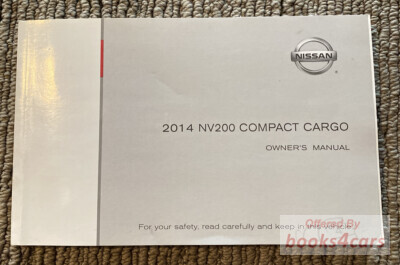 NISSAN
2014 NV200 COMPACT CARGO
OWNER'S MANUAL
For your safety, read carefully and keep in this vehicle.
Offered By
books4cars